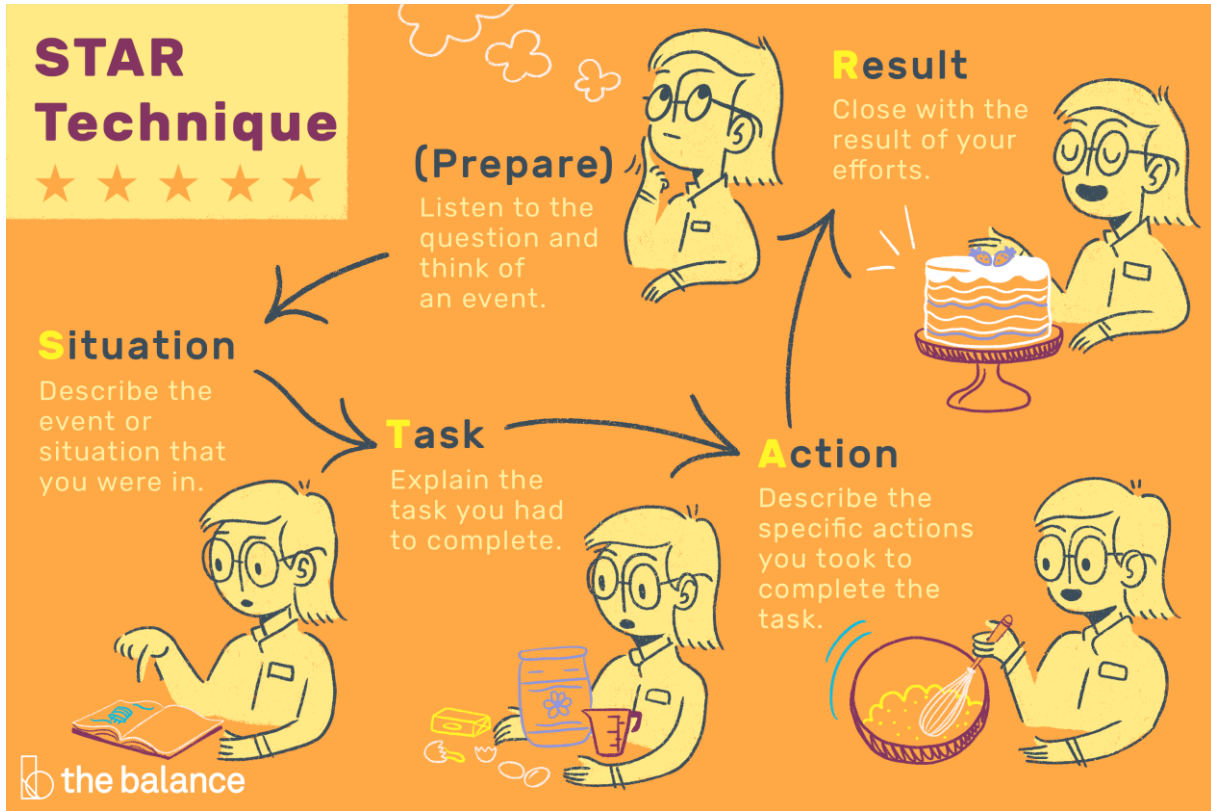 STAR
Technique
(Prepare)
Listen to the
question and
think of
an event.
Situation
Describe the
event or
situation that
you were in.
Task
Explain the
task you had
to complete.
Action
Describe the
specific actions
you took to
complete the
task.
Result
Close with the
result of your
efforts.
the balance